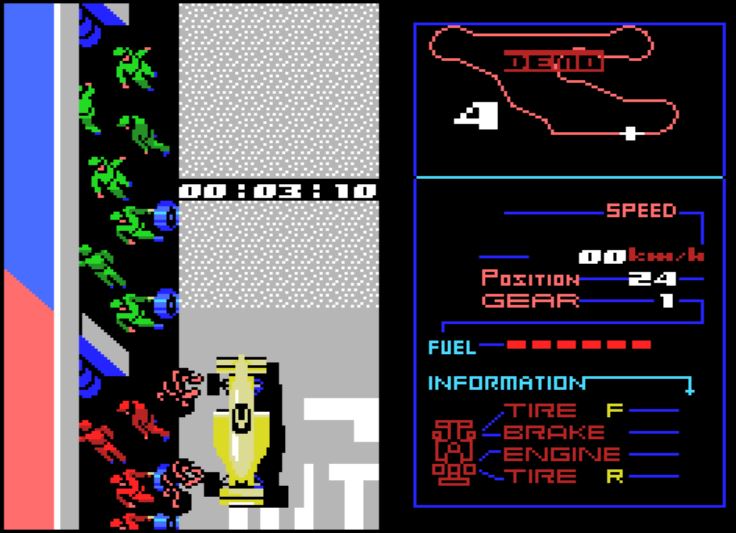 DEMO
4
00:03:10
SPEED
00km/h
POSITION 24
GEAR 1
FUEL
INFORMATION
TIRE F
BRAKE
ENGINE
TIRE R